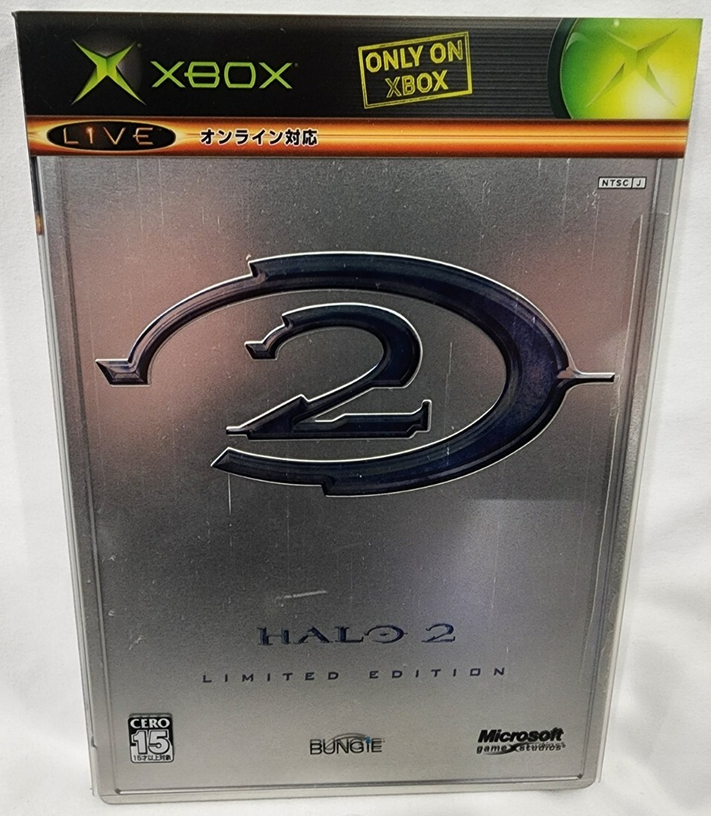 XBOX
ONLY ON
XBOX
LIVE
オンライン対応
NTSC J
2
HALO 2
LIMITED EDITION
CERO
15
15才以上対象
BUNGIE
Microsoft
game studios